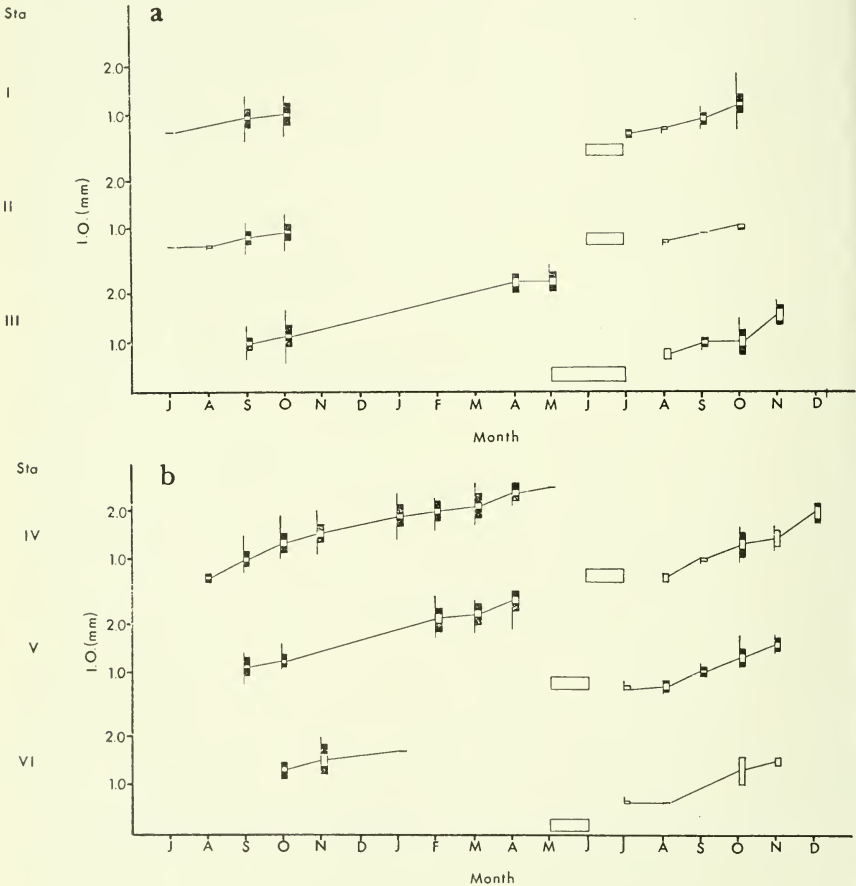 Sta
a
2.0
I
1.0
2.0
II
1.0
I.O.(mm)
2.0
III
1.0
J A S O N D J F M A M J J A S O N D
Month
Sta
b
2.0
IV
1.0
I.O.(mm)
2.0
V
1.0
2.0
VI
1.0
J A S O N D J F M A M J J A S O N D
Month